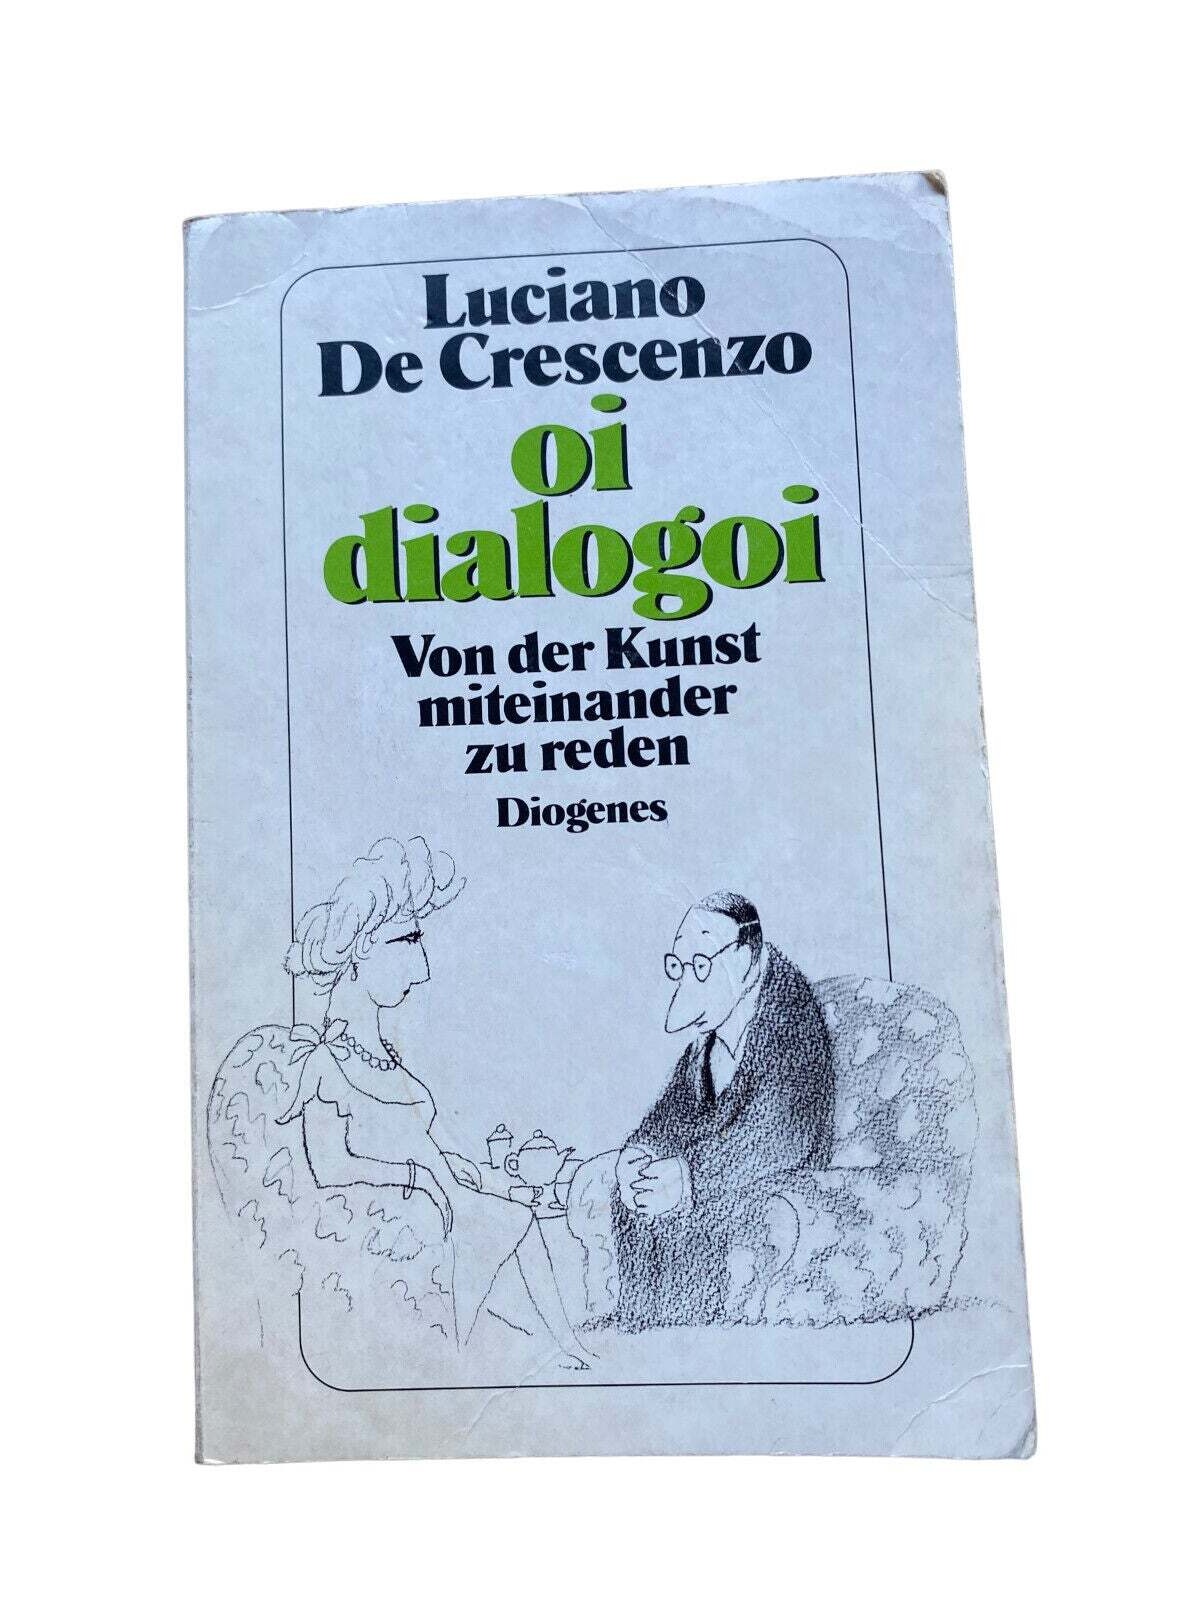 Luciano
De Crescenzo
oi
dialogoi
Von der Kunst
miteinander
zu reden
Diogenes